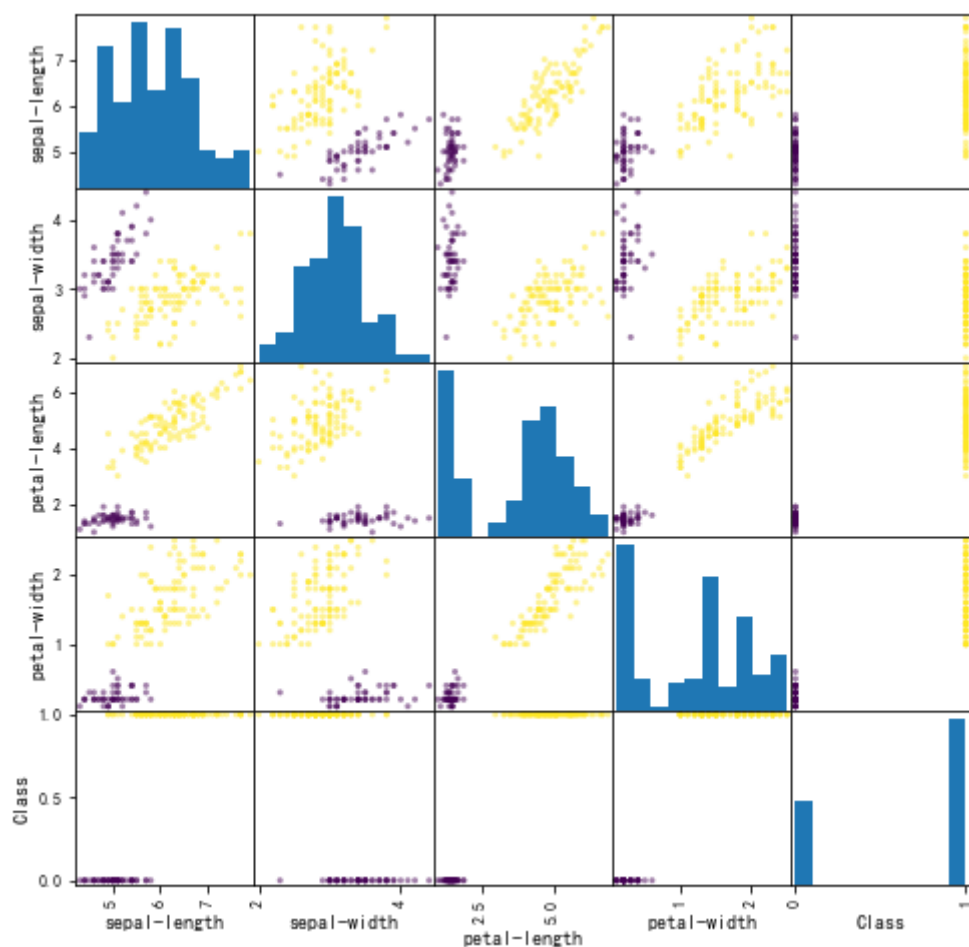 sepal-length
7
6
5
sepal-width
4
3
2
petal-length
6
4
2
petal-width
2
1
Class
1.0
0.5
0.0
5 6 7 2 4 2.5 5.0 1 2 0 1
sepal-length sepal-width petal-length petal-width Class